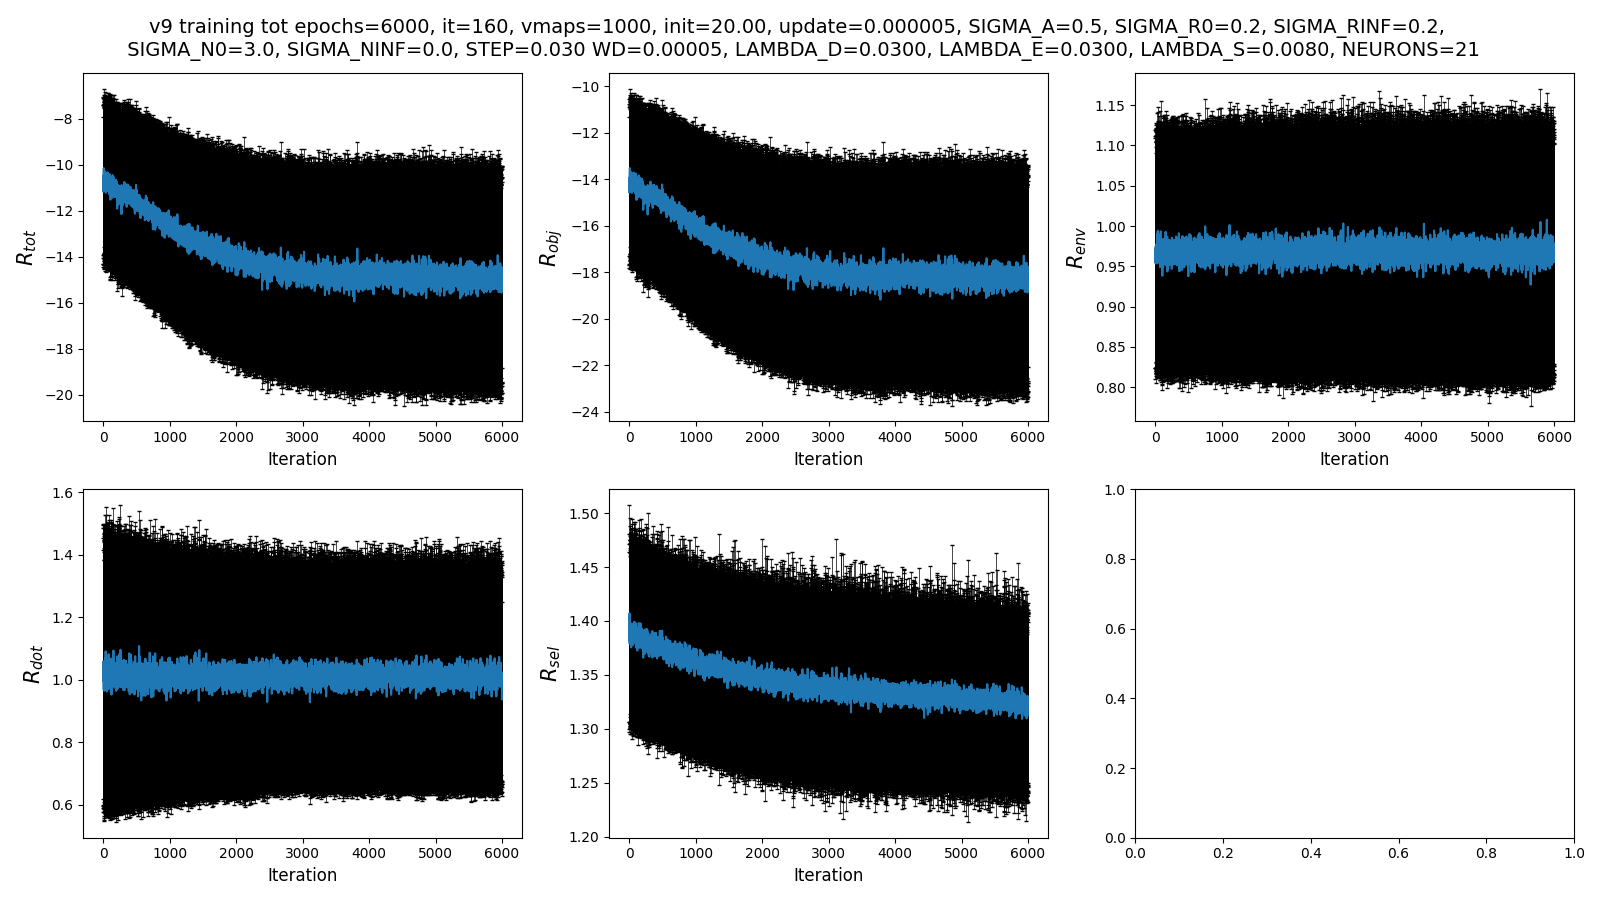 v9 training tot epochs=6000, it=160, vmaps=1000, init=20.00, update=0.000005, SIGMA_A=0.5, SIGMA_R0=0.2, SIGMA_RINF=0.2,
SIGMA_N0=3.0, SIGMA_NINF=0.0, STEP=0.030 WD=0.00005, LAMBDA_D=0.0300, LAMBDA_E=0.0300, LAMBDA_S=0.0080, NEURONS=21
R_tot
−8
−10
−12
−14
−16
−18
−20
0 1000 2000 3000 4000 5000 6000
Iteration
R_obj
−10
−12
−14
−16
−18
−20
−22
−24
0 1000 2000 3000 4000 5000 6000
Iteration
R_env
1.15
1.10
1.05
1.00
0.95
0.90
0.85
0.80
0 1000 2000 3000 4000 5000 6000
Iteration
R_dot
1.6
1.4
1.2
1.0
0.8
0.6
0 1000 2000 3000 4000 5000 6000
Iteration
R_sel
1.50
1.45
1.40
1.35
1.30
1.25
1.20
0 1000 2000 3000 4000 5000 6000
Iteration
1.0
0.8
0.6
0.4
0.2
0.0
0.0 0.2 0.4 0.6 0.8 1.0